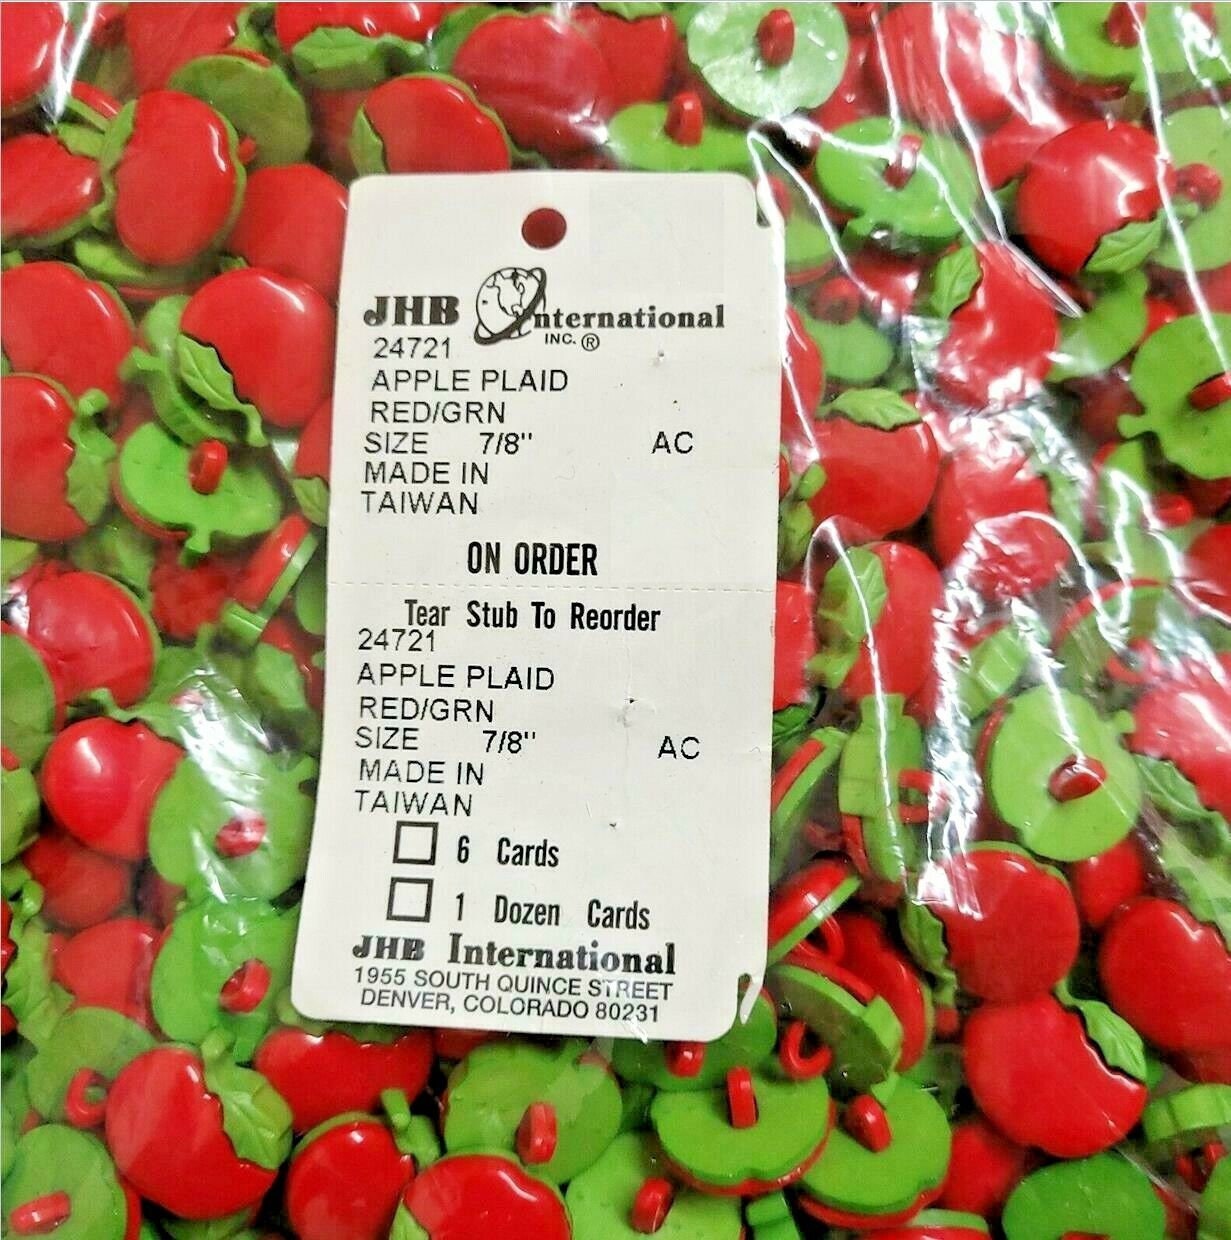 JHB International
INC. ®
24721
APPLE PLAID
RED/GRN
SIZE 7/8" AC
MADE IN
TAIWAN
ON ORDER
Tear Stub To Reorder
24721
APPLE PLAID
RED/GRN
SIZE 7/8" AC
MADE IN
TAIWAN
6 Cards
1 Dozen Cards
JHB International
1955 SOUTH QUINCE STREET
DENVER, COLORADO 80231